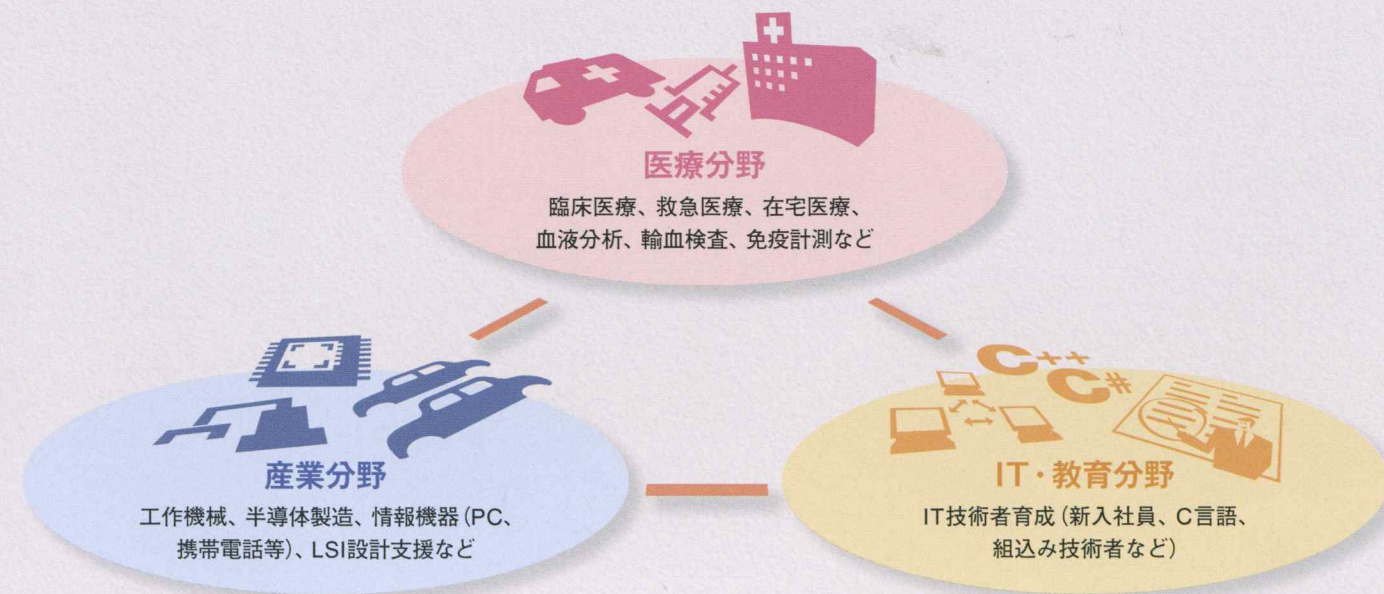 医療分野
臨床医療、救急医療、在宅医療、
血液分析、輸血検査、免疫計測など
産業分野
工作機械、半導体製造、情報機器(PC、
携帯電話等)、LSI設計支援など
C++
C#
IT・教育分野
IT技術者育成(新入社員、C言語、
組込み技術者など)